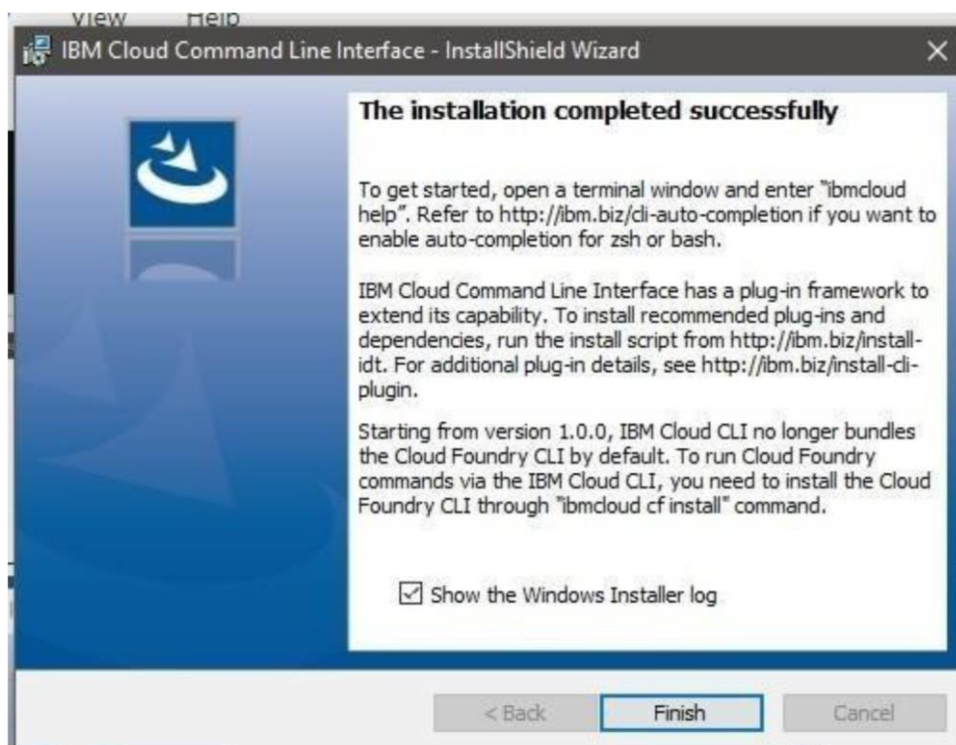 View Help
IBM Cloud Command Line Interface - InstallShield Wizard
The installation completed successfully
To get started, open a terminal window and enter "ibmcloud
help". Refer to http://ibm.biz/cli-auto-completion if you want to
enable auto-completion for zsh or bash.
IBM Cloud Command Line Interface has a plug-in framework to
extend its capability. To install recommended plug-ins and
dependencies, run the install script from http://ibm.biz/install-
idt. For additional plug-in details, see http://ibm.biz/install-cli-
plugin.
Starting from version 1.0.0, IBM Cloud CLI no longer bundles
the Cloud Foundry CLI by default. To run Cloud Foundry
commands via the IBM Cloud CLI, you need to install the Cloud
Foundry CLI through "ibmcloud cf install" command.
Show the Windows Installer log
< Back Finish Cancel